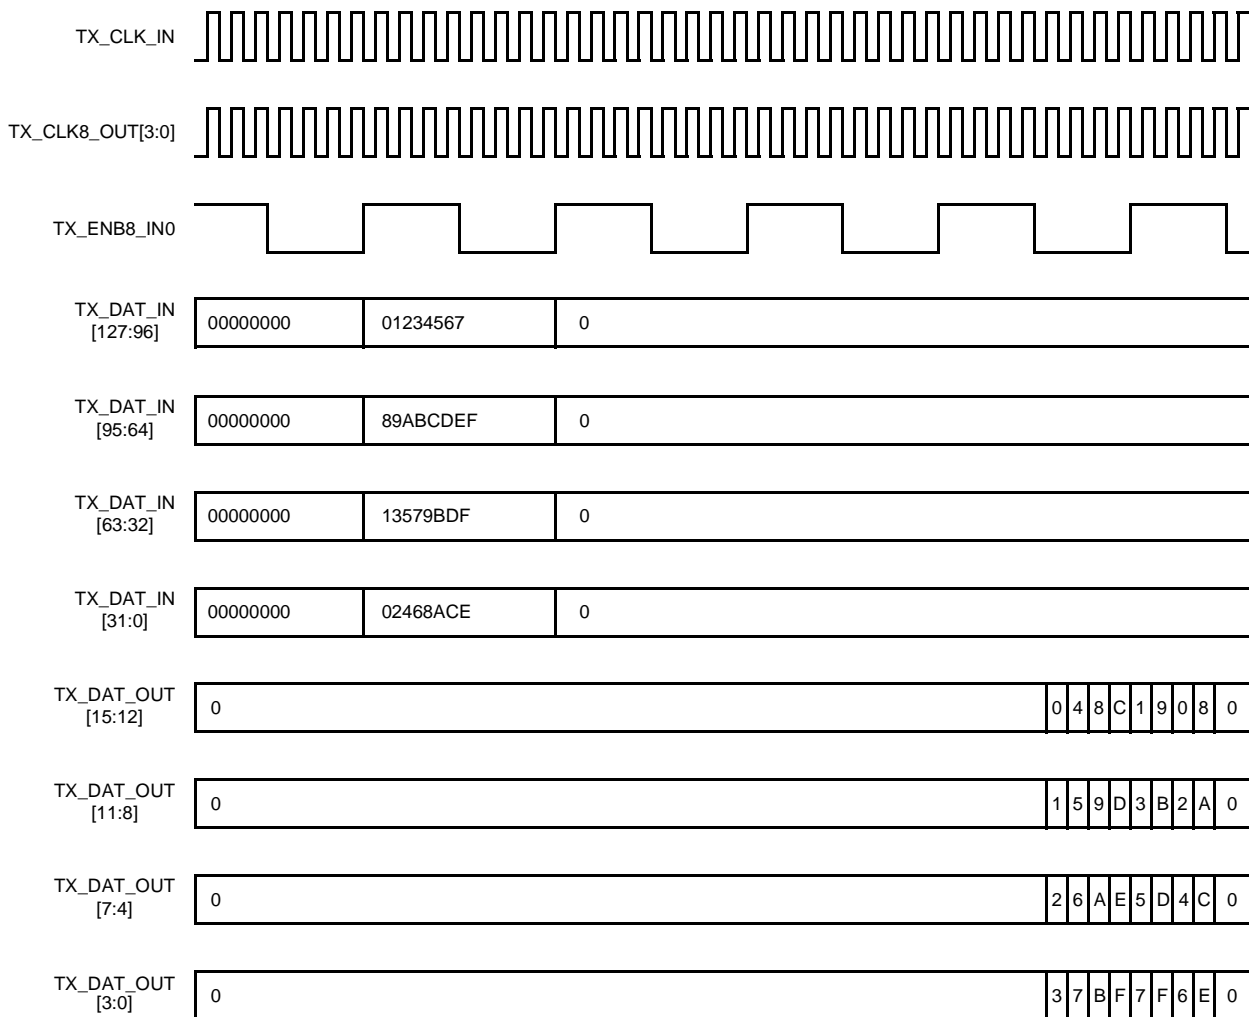 TX_CLK_IN
TX_CLK8_OUT[3:0]
TX_ENB8_IN0
TX_DAT_IN
[127:96]
00000000 01234567 0
TX_DAT_IN
[95:64]
00000000 89ABCDEF 0
TX_DAT_IN
[63:32]
00000000 13579BDF 0
TX_DAT_IN
[31:0]
00000000 02468ACE 0
TX_DAT_OUT
[15:12]
0 0 4 8 C 1 9 0 8 0
TX_DAT_OUT
[11:8]
0 1 5 9 D 3 B 2 A 0
TX_DAT_OUT
[7:4]
0 2 6 A E 5 D 4 C 0
TX_DAT_OUT
[3:0]
0 3 7 B F 7 F 6 E 0